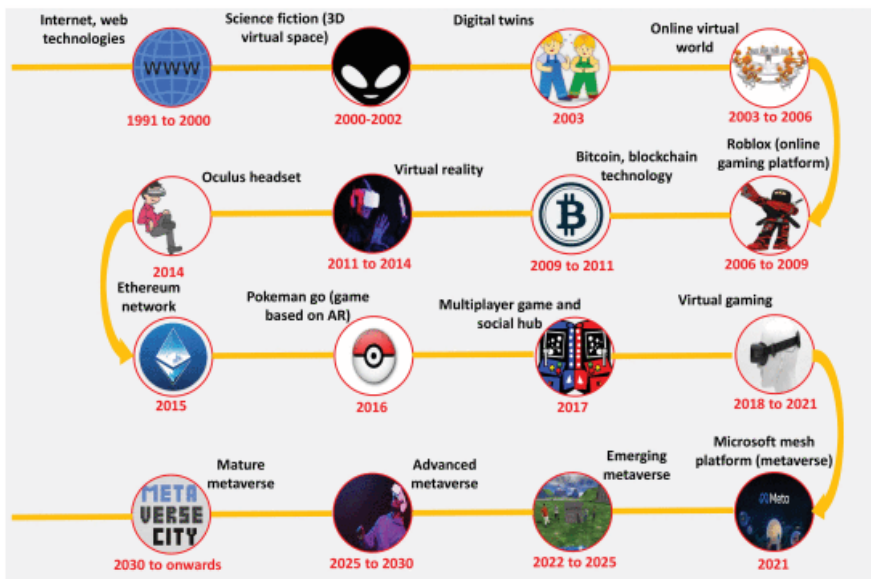 Internet, web
technologies
WWW
1991 to 2000
Science fiction (3D
virtual space)
2000-2002
Digital twins
2003
Online virtual
world
2003 to 2006
Roblox (online
gaming platform)
2006 to 2009
Bitcoin, blockchain
technology
2009 to 2011
Virtual reality
2011 to 2014
Oculus headset
2014
Ethereum
network
2015
Pokeman go (game
based on AR)
2016
Multiplayer game and
social hub
2017
Virtual gaming
2018 to 2021
Microsoft mesh
platform (metaverse)
Meta
2021
Emerging
metaverse
2022 to 2025
Advanced
metaverse
2025 to 2030
Mature
metaverse
META
VERSE
CITY
2030 to onwards